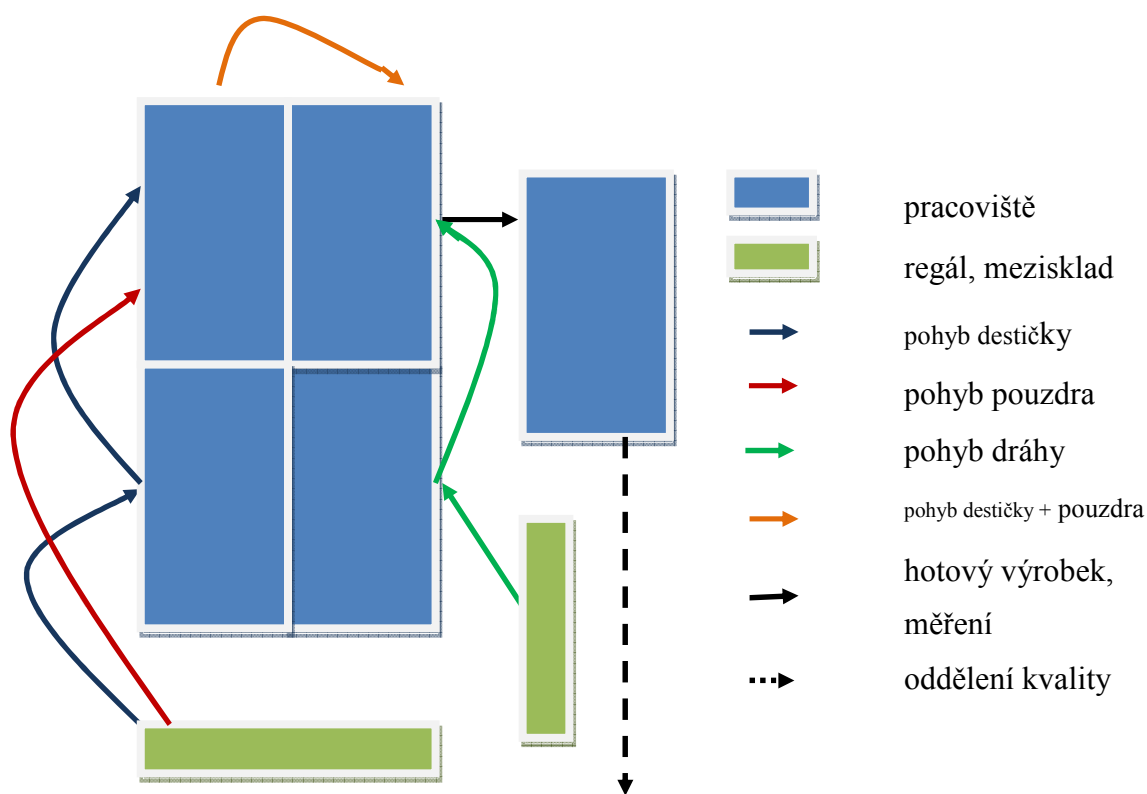 pracoviště
regál, mezisklad
pohyb destičky
pohyb pouzdra
pohyb dráhy
pohyb destičky + pouzdra
hotový výrobek,
měření
oddělení kvality